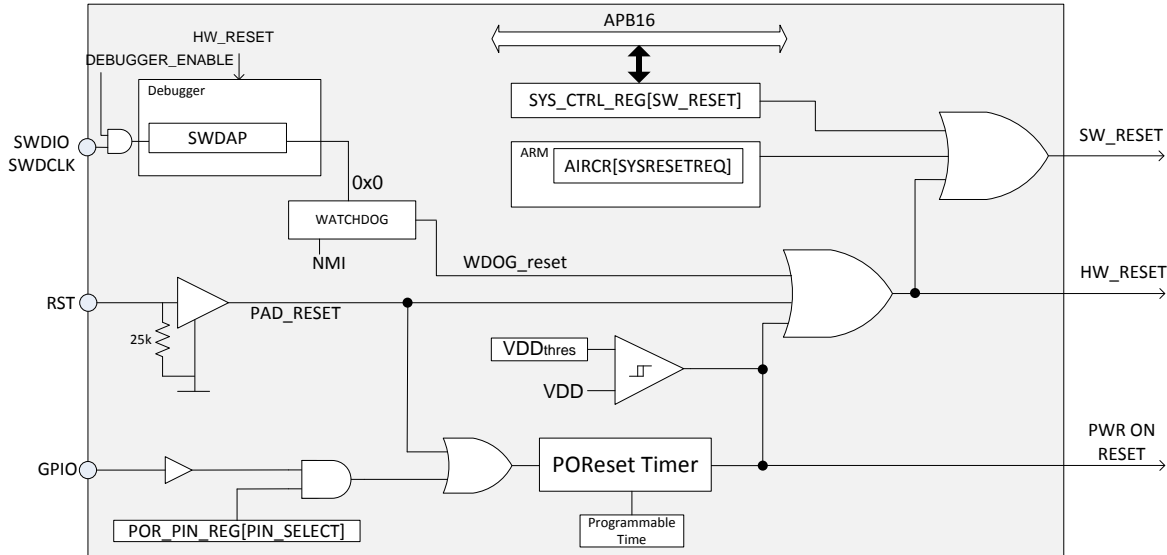 APB16
HW_RESET
DEBUGGER_ENABLE
Debugger
SWDAP
SWDIO
SWDCLK
SYS_CTRL_REG[SW_RESET]
SW_RESET
ARM
AIRCR[SYSRESETREQ]
0x0
WATCHDOG
NMI
WDOG_reset
HW_RESET
RST
PAD_RESET
25k
VDDthres
VDD
PWR ON
RESET
GPIO
POReset Timer
POR_PIN_REG[PIN_SELECT]
Programmable
Time